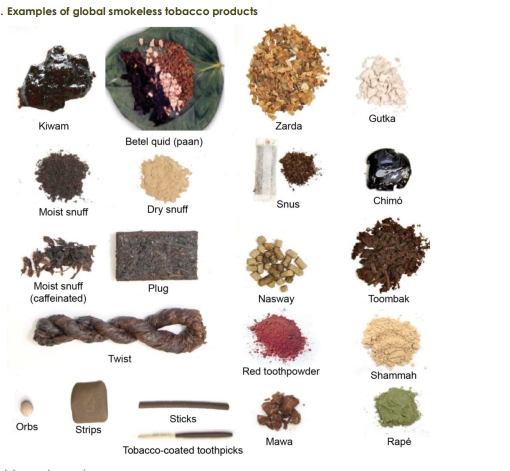 . Examples of global smokeless tobacco products
Kiwam
Betel quid (paan)
Zarda
Gutka
Moist snuff
Dry snuff
Snus
Chimó
Moist snuff
(caffeinated)
Plug
Nasway
Toombak
Twist
Red toothpowder
Shammah
Orbs
Strips
Sticks
Tobacco-coated toothpicks
Mawa
Rapé